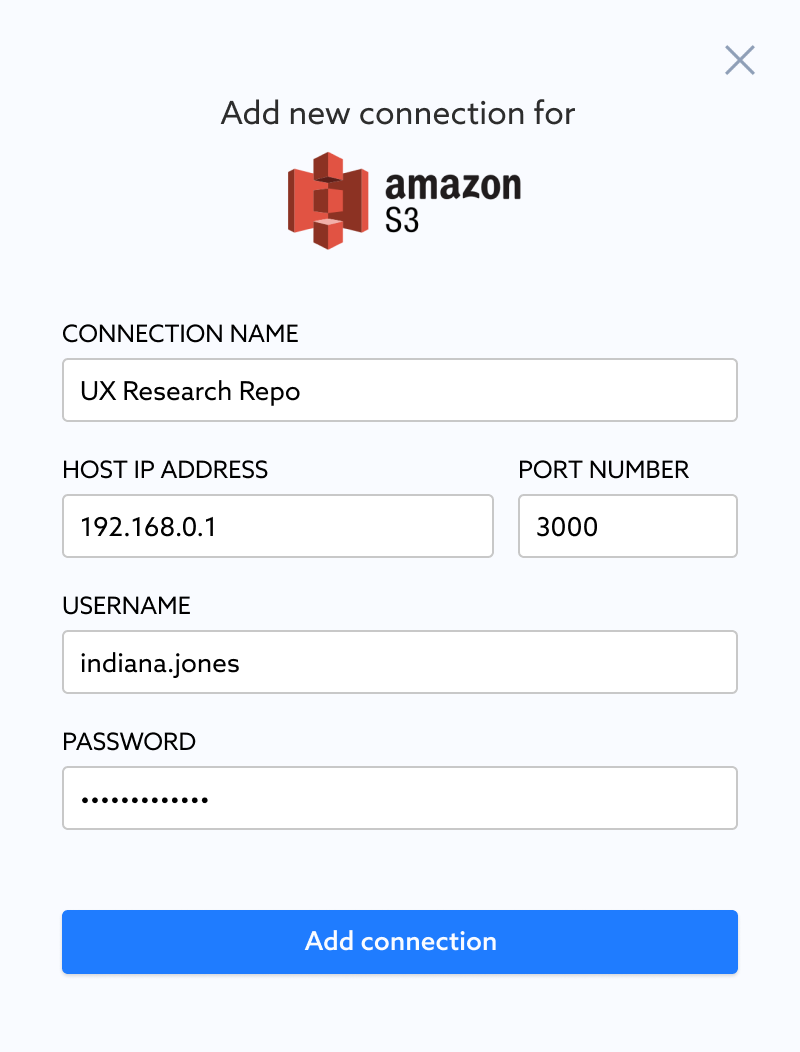 Add new connection for
amazon
S3
CONNECTION NAME
UX Research Repo
HOST IP ADDRESS
PORT NUMBER
192.168.0.1
3000
USERNAME
indiana.jones
PASSWORD
•••••••••••••
Add connection